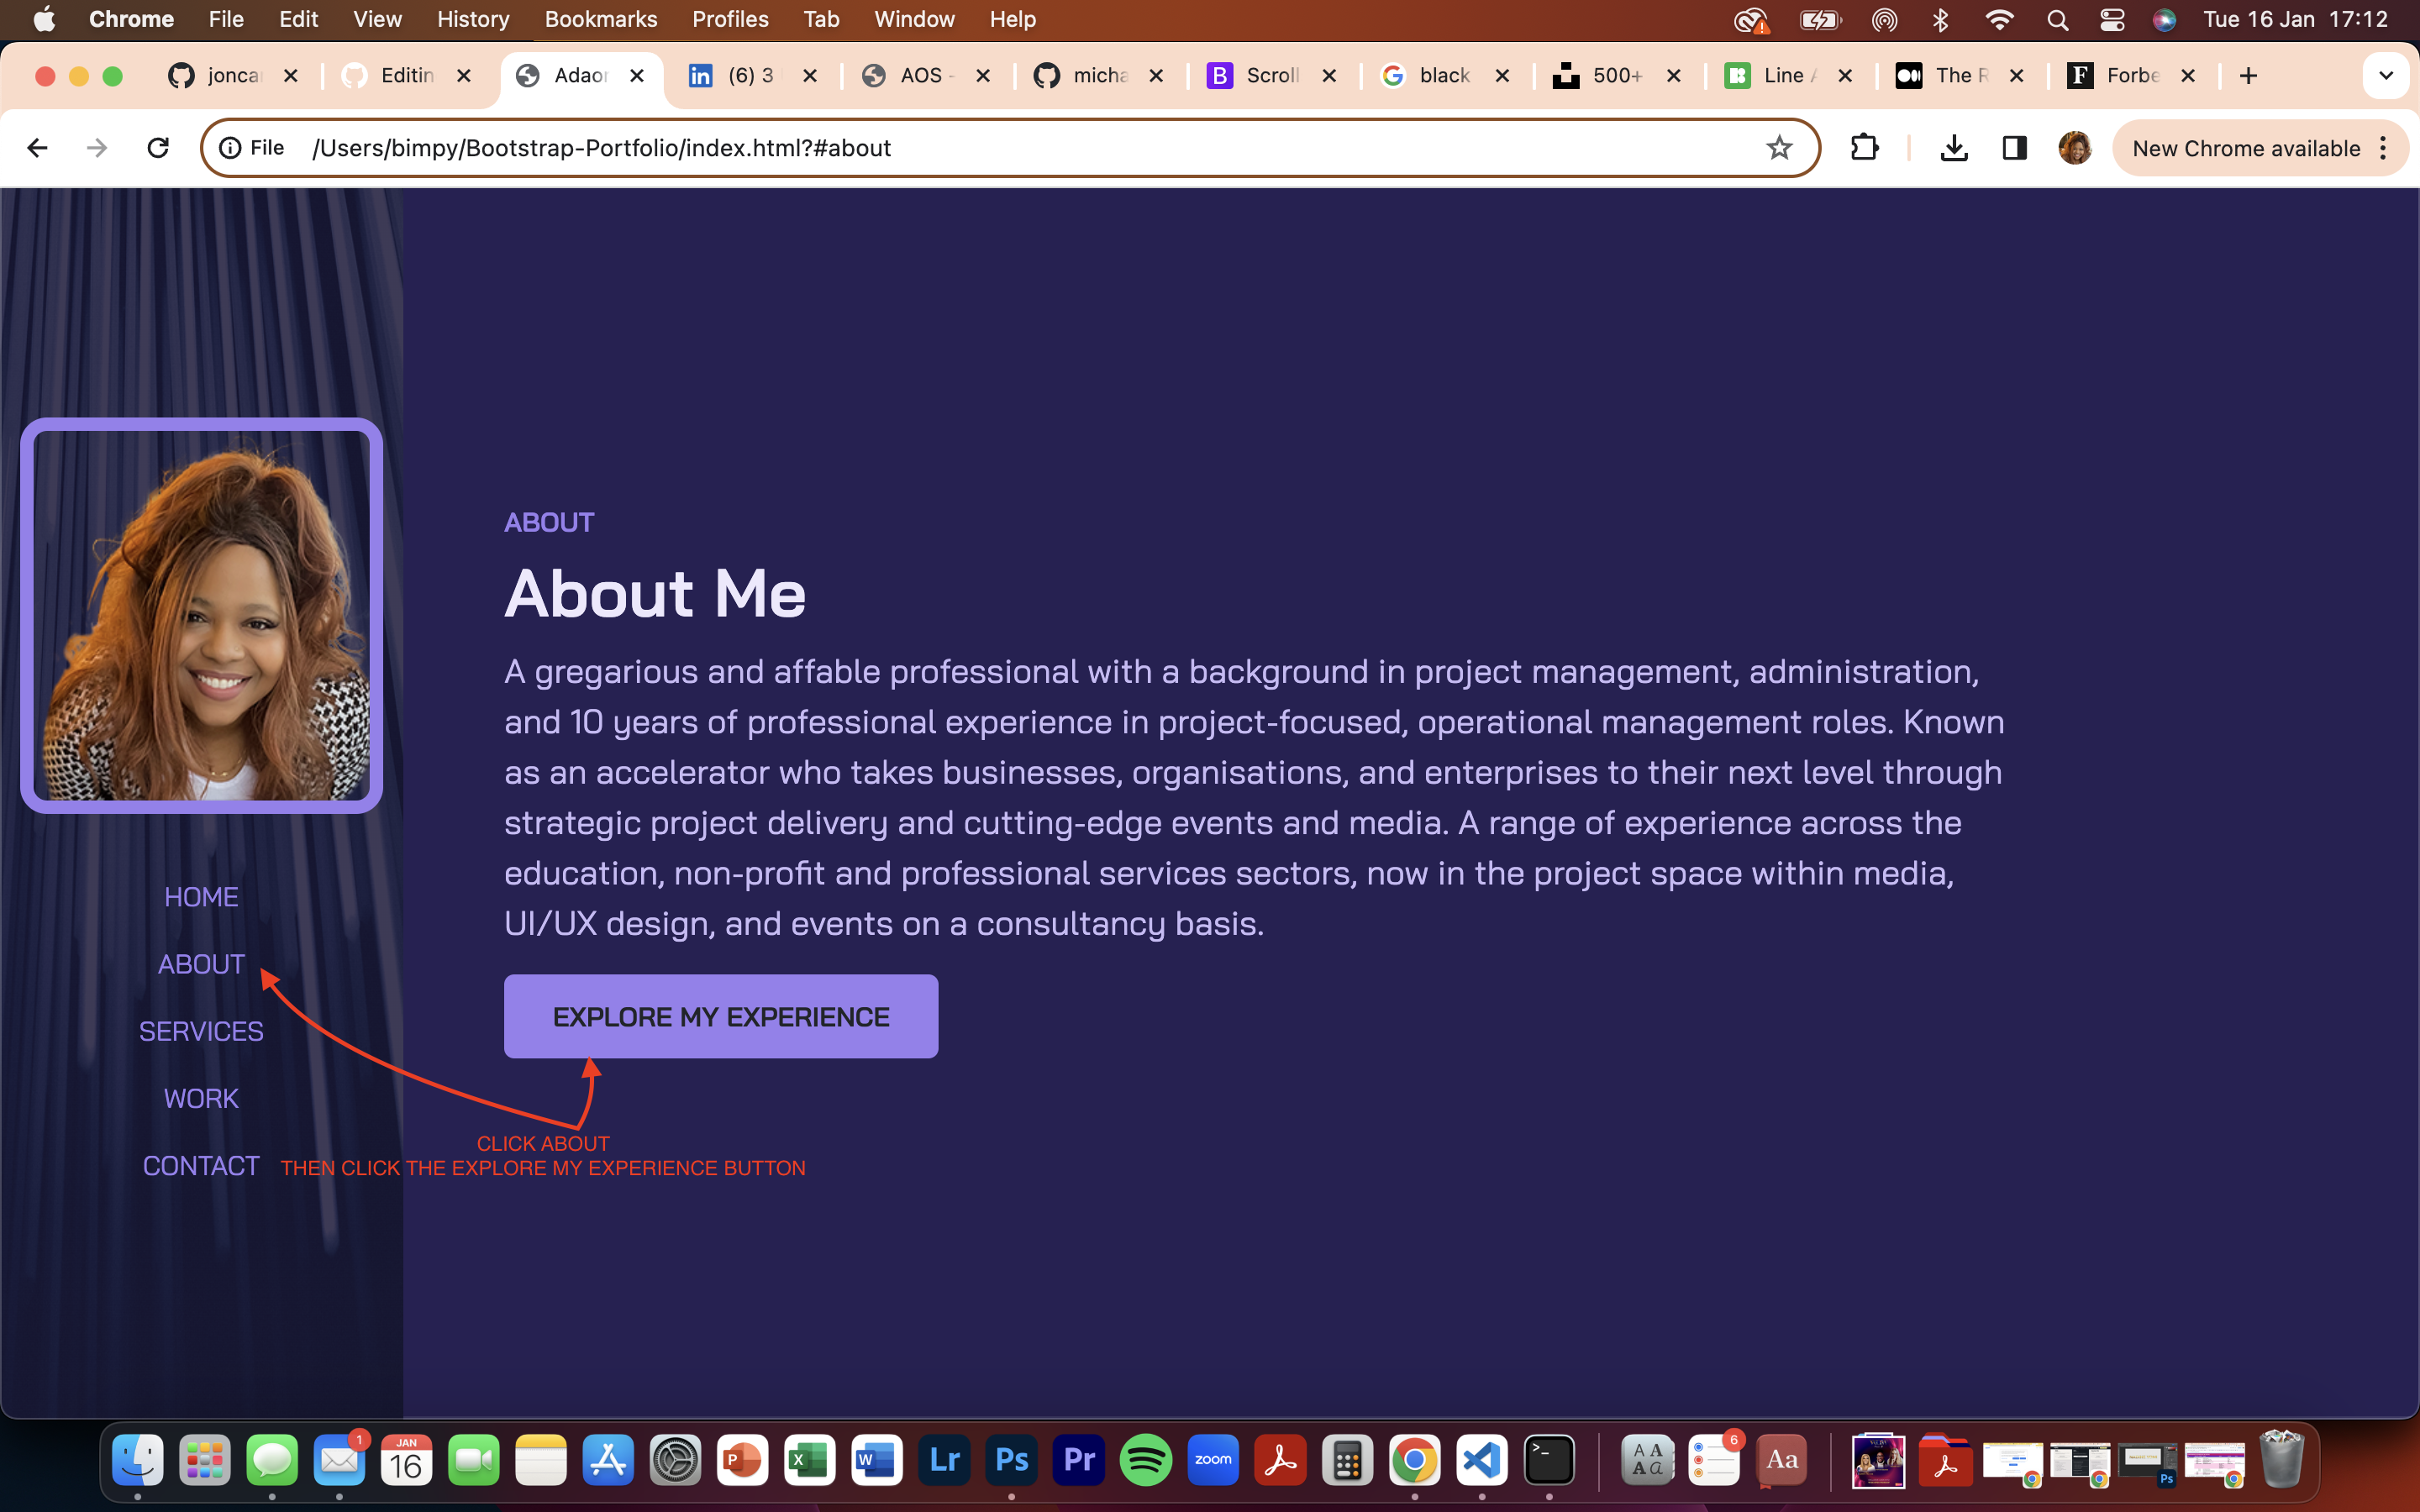 Chrome File Edit View History Bookmarks Profiles Tab Window Help Tue 16 Jan 17:12
jonca Editin Adaor (6) 3 AOS - micha B Scroll black 500+ Line A The R F Forbe
File /Users/bimpy/Bootstrap-Portfolio/index.html?#about New Chrome available
ABOUT
About Me
A gregarious and affable professional with a background in project management, administration,
and 10 years of professional experience in project-focused, operational management roles. Known
as an accelerator who takes businesses, organisations, and enterprises to their next level through
strategic project delivery and cutting-edge events and media. A range of experience across the
education, non-profit and professional services sectors, now in the project space within media,
UI/UX design, and events on a consultancy basis.
EXPLORE MY EXPERIENCE
HOME
ABOUT
SERVICES
WORK
CONTACT
CLICK ABOUT
THEN CLICK THE EXPLORE MY EXPERIENCE BUTTON
1 JAN 16 P X W Lr Ps Pr zoom >_ A A A a 6 Aa Ps